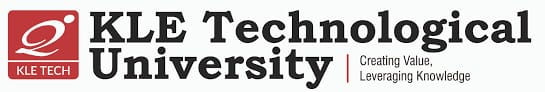 KLE TECH
KLE Technological
University
Creating Value,
Leveraging Knowledge